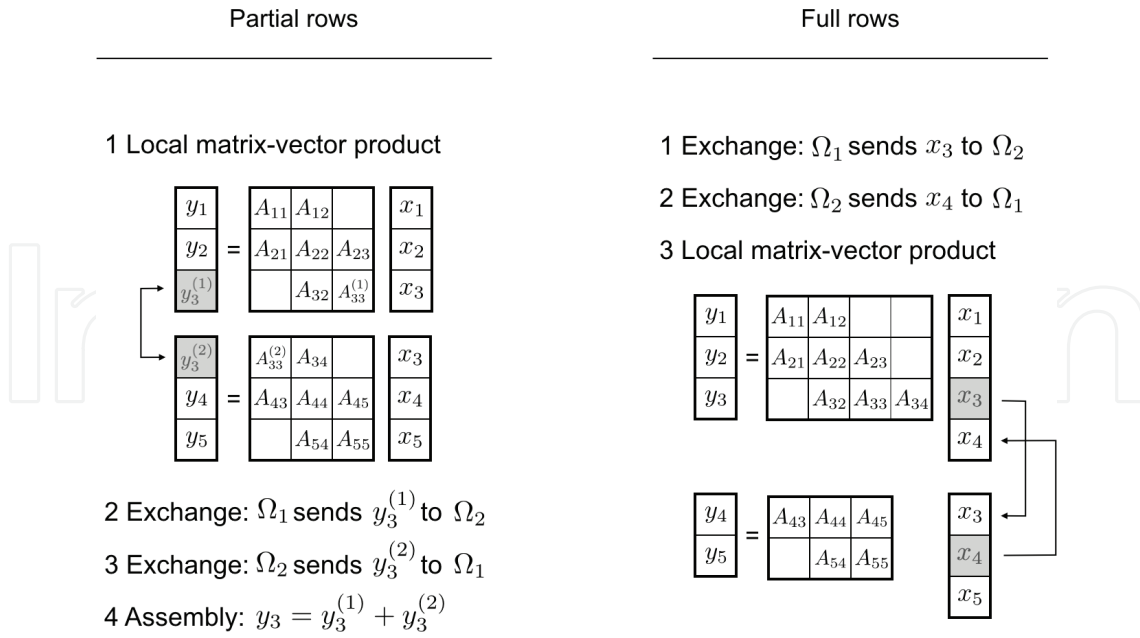 Partial rows
1 Local matrix-vector product
y₁ = A₁₁ A₁₂ x₁
y₂ A₂₁ A₂₂ A₂₃ x₂
y₃⁽¹⁾ A₃₂ A₃₃⁽¹⁾ x₃
y₃⁽²⁾ A₃₃⁽²⁾ A₃₄ x₃
y₄ = A₄₃ A₄₄ A₄₅ x₄
y₅ A₅₄ A₅₅ x₅
2 Exchange: Ω₁ sends y₃⁽¹⁾ to Ω₂
3 Exchange: Ω₂ sends y₃⁽²⁾ to Ω₁
4 Assembly: y₃ = y₃⁽¹⁾ + y₃⁽²⁾
Full rows
1 Exchange: Ω₁ sends x₃ to Ω₂
2 Exchange: Ω₂ sends x₄ to Ω₁
3 Local matrix-vector product
y₁ A₁₁ A₁₂ x₁
y₂ = A₂₁ A₂₂ A₂₃ x₂
y₃ A₃₂ A₃₃ A₃₄ x₃
x₄
y₄ A₄₃ A₄₄ A₄₅ x₃
y₅ = A₅₄ A₅₅ x₄
x₅